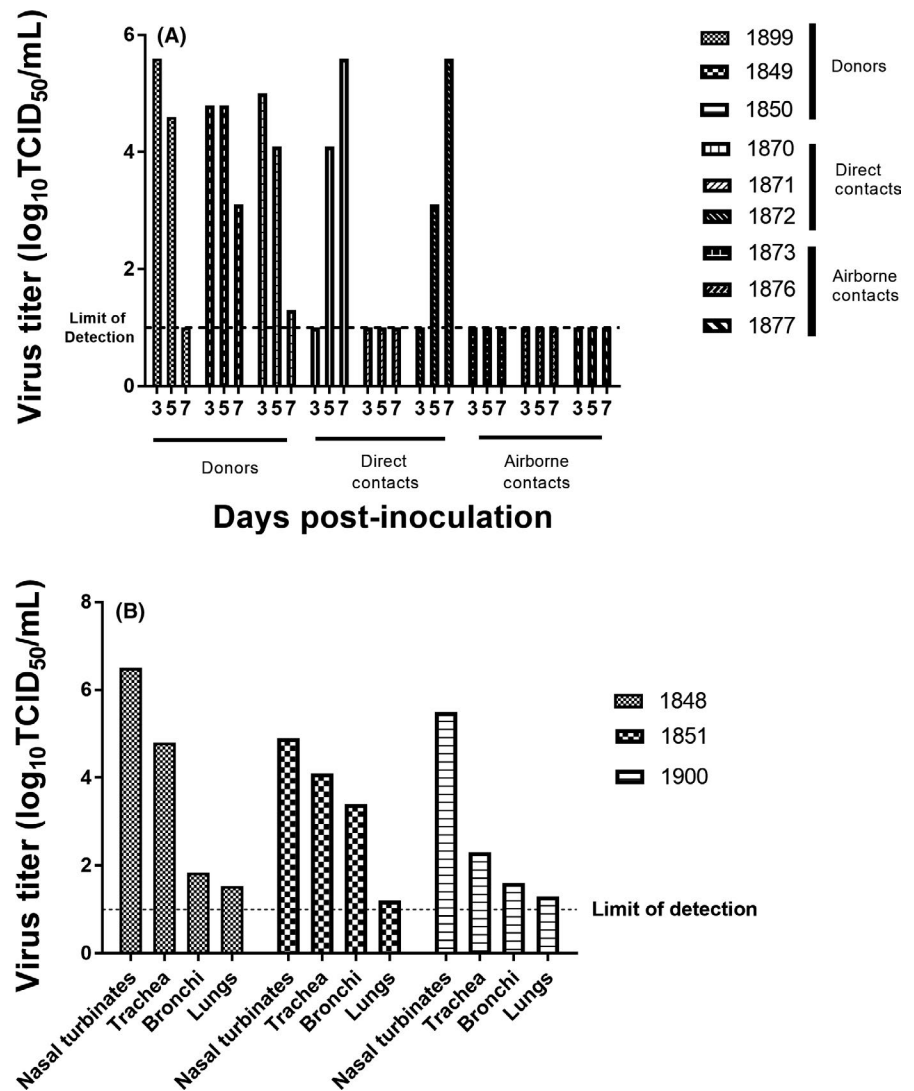 (A)
Virus titer (log10TCID50/mL)
6
4
2
0
Limit of
Detection
3 5 7 3 5 7 3 5 7 3 5 7 3 5 7 3 5 7 3 5 7 3 5 7 3 5 7
Donors
Direct
contacts
Airborne
contacts
Days post-inoculation
1899
1849
1850
Donors
1870
1871
1872
Direct
contacts
1873
1876
1877
Airborne
contacts
(B)
Virus titer (log10TCID50/mL)
8
6
4
2
0
Nasal turbinates
Trachea
Bronchi
Lungs
Nasal turbinates
Trachea
Bronchi
Lungs
Nasal turbinates
Trachea
Bronchi
Lungs
1848
1851
1900
Limit of detection